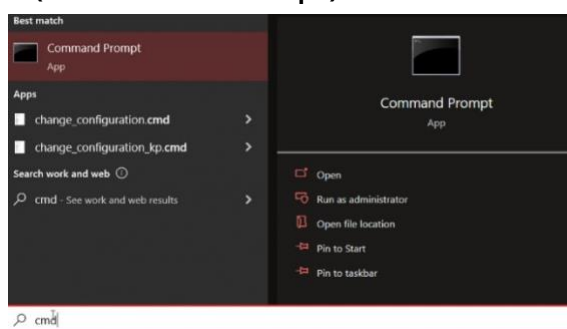 Best match
Command Prompt
App
Apps
change_configuration.cmd
change_configuration_kp.cmd
Search work and web
cmd - See work and web results
Command Prompt
App
Open
Run as administrator
Open file location
Pin to Start
Pin to taskbar
cmd